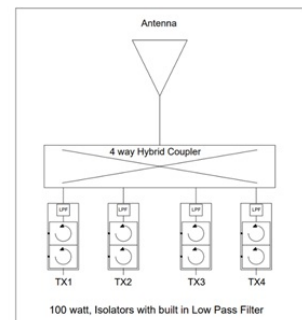 Antenna
4 way Hybrid Coupler
LPF LPF LPF LPF
TX1 TX2 TX3 TX4
100 watt, Isolators with built in Low Pass Filter